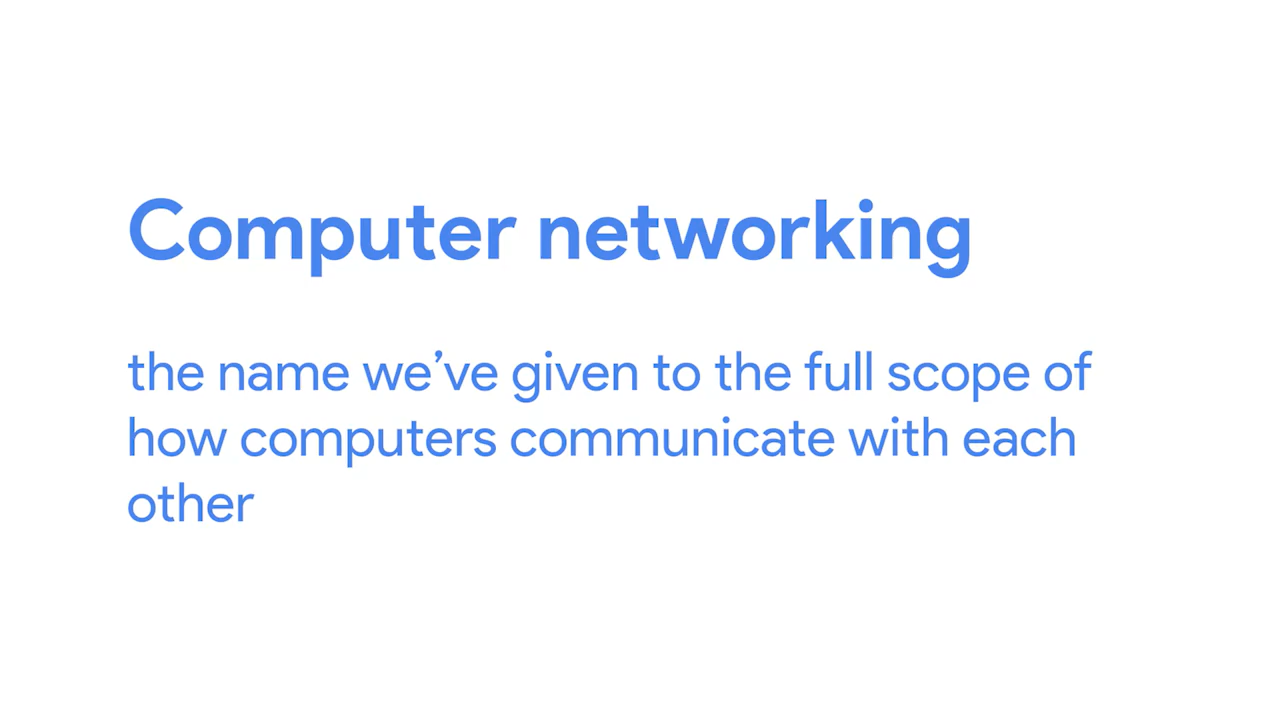 Computer networking
the name we’ve given to the full scope of
how computers communicate with each
other